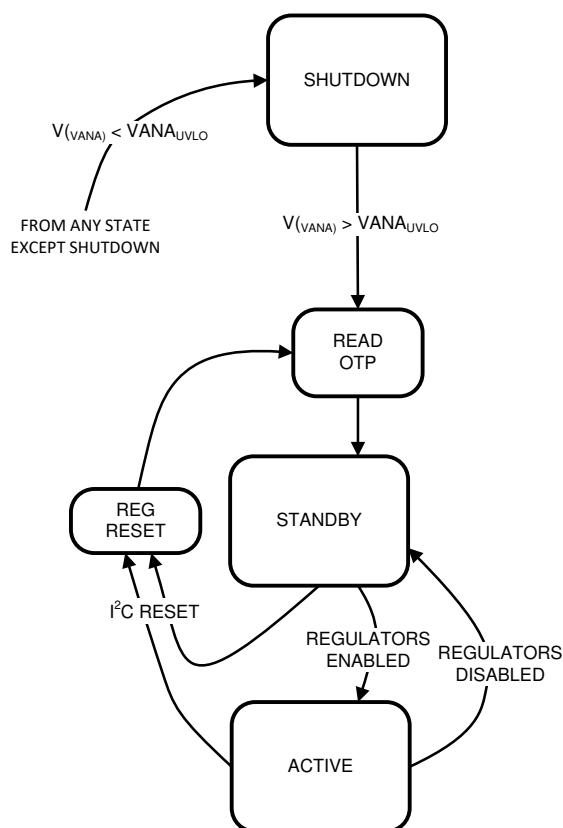 SHUTDOWN
V(VANA) < VANAUVLO
FROM ANY STATE
EXCEPT SHUTDOWN
V(VANA) > VANAUVLO
READ
OTP
REG
RESET
STANDBY
I²C RESET
REGULATORS
ENABLED
REGULATORS
DISABLED
ACTIVE